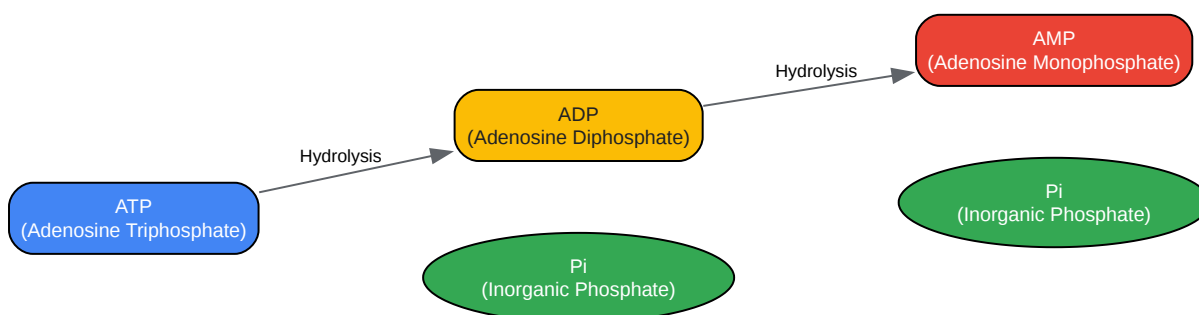 ATP
(Adenosine Triphosphate)
Hydrolysis
ADP
(Adenosine Diphosphate)
Pi
(Inorganic Phosphate)
Hydrolysis
AMP
(Adenosine Monophosphate)
Pi
(Inorganic Phosphate)